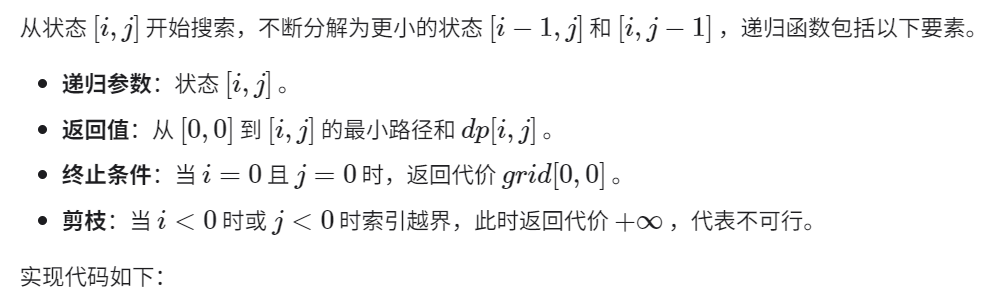 从状态 [i, j] 开始搜索，不断分解为更小的状态 [i − 1, j] 和 [i, j − 1] ，递归函数包括以下要素。
• 递归参数：状态 [i, j] 。
• 返回值：从 [0, 0] 到 [i, j] 的最小路径和 dp[i, j] 。
• 终止条件：当 i = 0 且 j = 0 时，返回代价 grid[0, 0] 。
• 剪枝：当 i < 0 时或 j < 0 时索引越界，此时返回代价 +∞ ，代表不可行。
实现代码如下：